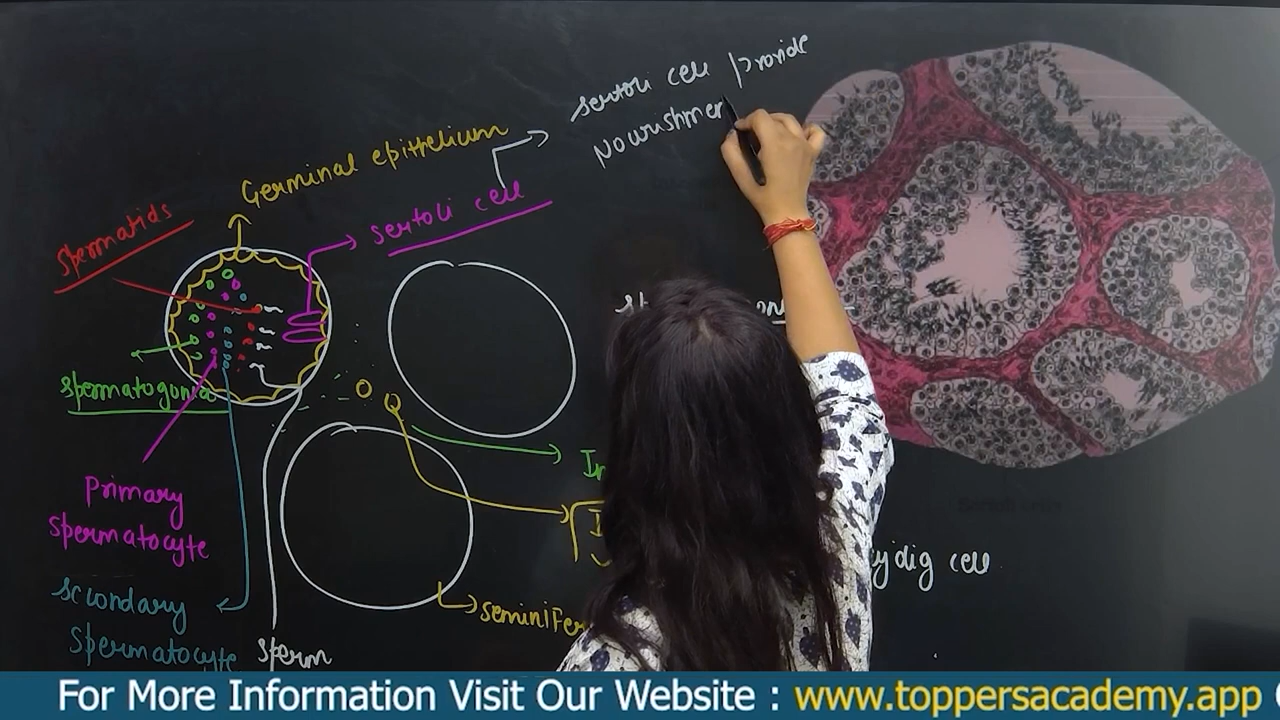 Sertoli cell provide
Nourishmen
Germinal epithelium
Sertoli cell
Spermatids
Spermatogonia
Primary
Spermatocyte
Sciondary
Spermatocyte
Sperm
SeminiFer
ydig cell
For More Information Visit Our Website : www.toppersacademy.app